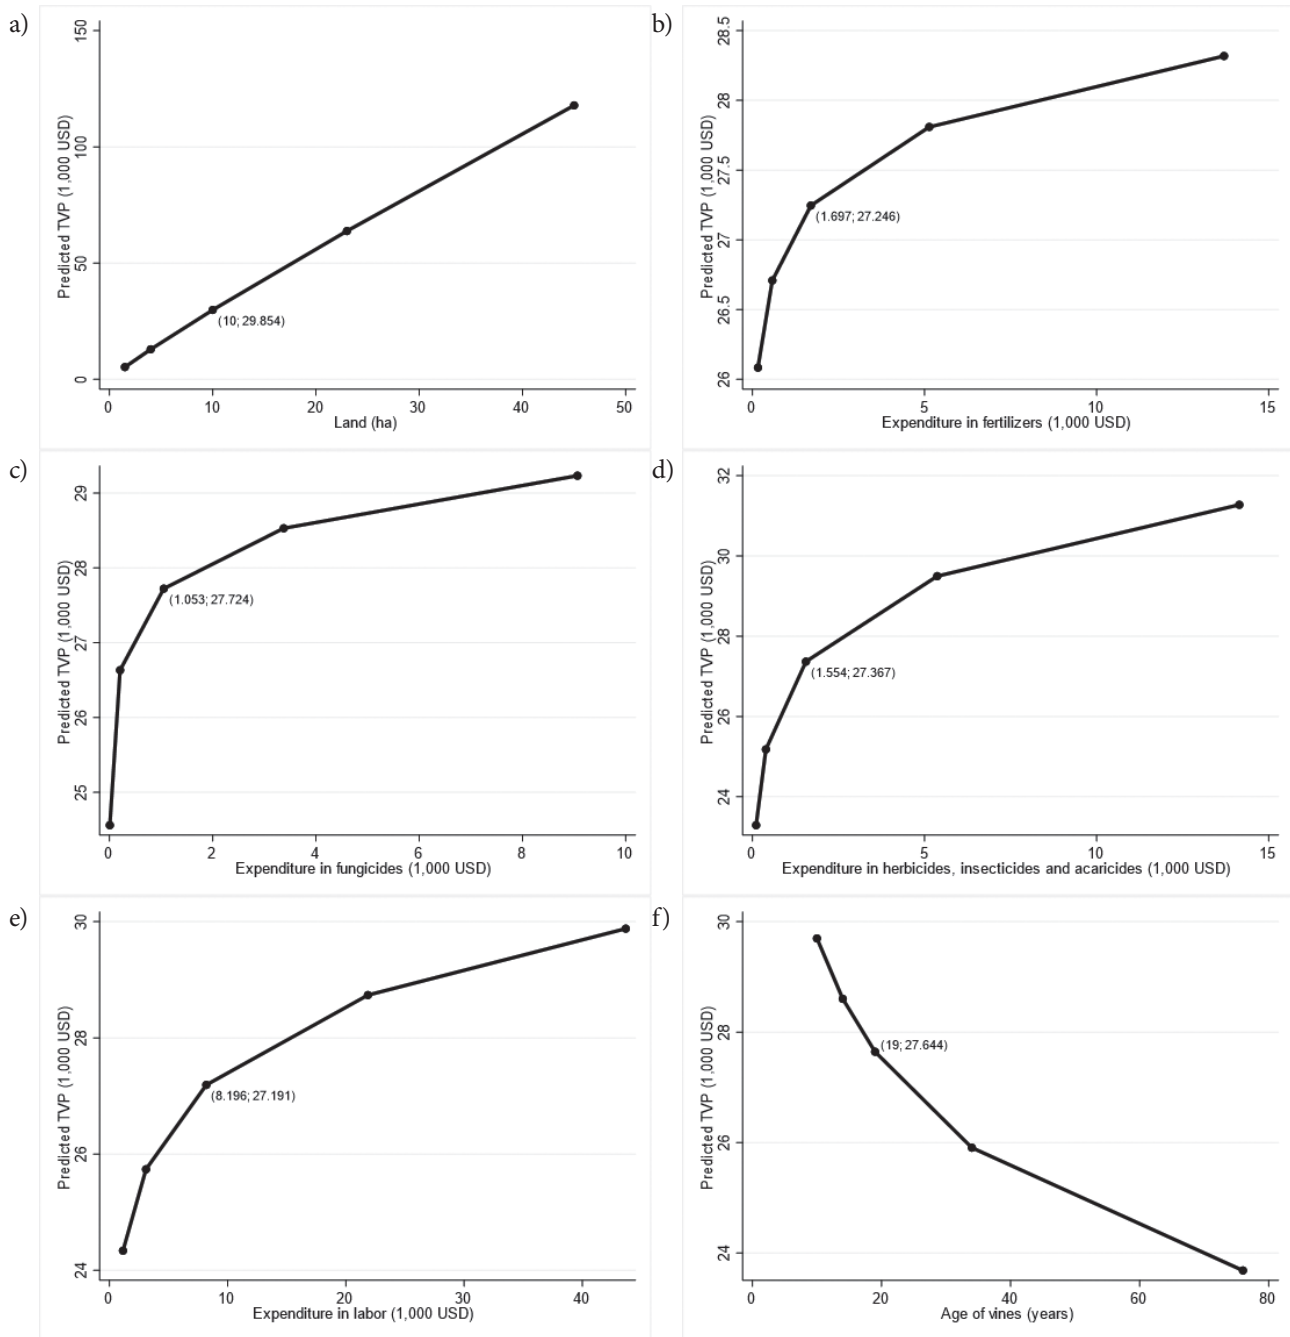 a)
Predicted TVP (1,000 USD)
150
100
50
0
(10; 29.854)
0 10 20 30 40 50
Land (ha)
b)
Predicted TVP (1,000 USD)
28.5
28
27.5
27
26.5
26
(1.697; 27.246)
0 5 10 15
Expenditure in fertilizers (1,000 USD)
c)
Predicted TVP (1,000 USD)
29
28
27
26
25
(1.053; 27.724)
0 2 4 6 8 10
Expenditure in fungicides (1,000 USD)
d)
Predicted TVP (1,000 USD)
32
30
28
26
24
(1.554; 27.367)
0 5 10 15
Expenditure in herbicides, insecticides and acaricides (1,000 USD)
e)
Predicted TVP (1,000 USD)
30
28
26
24
(8.196; 27.191)
0 10 20 30 40
Expenditure in labor (1,000 USD)
f)
Predicted TVP (1,000 USD)
30
28
26
24
(19; 27.644)
0 20 40 60 80
Age of vines (years)